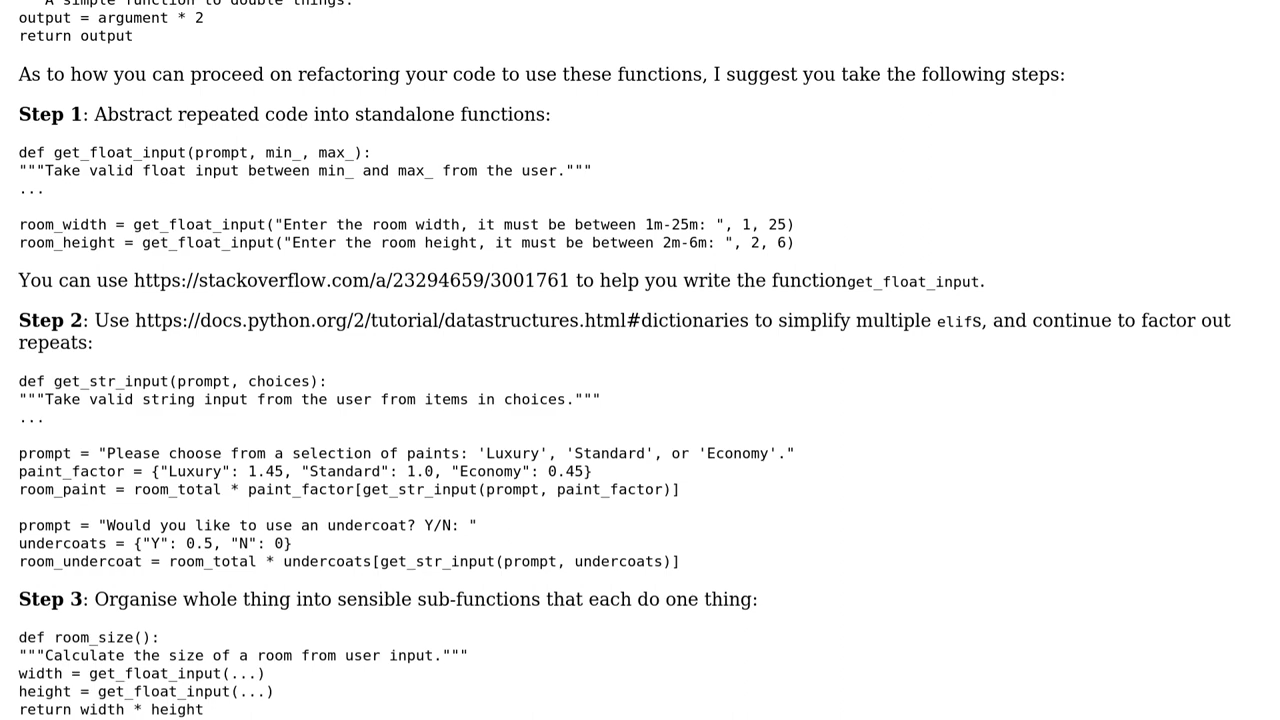 """A simple function to double things."""
output = argument * 2
return output
As to how you can proceed on refactoring your code to use these functions, I suggest you take the following steps:
Step 1: Abstract repeated code into standalone functions:
def get_float_input(prompt, min_, max_):
"""Take valid float input between min_ and max_ from the user."""
...
room_width = get_float_input("Enter the room width, it must be between 1m-25m: ", 1, 25)
room_height = get_float_input("Enter the room height, it must be between 2m-6m: ", 2, 6)
You can use https://stackoverflow.com/a/23294659/3001761 to help you write the functionget_float_input.
Step 2: Use https://docs.python.org/2/tutorial/datastructures.html#dictionaries to simplify multiple elifs, and continue to factor out
repeats:
def get_str_input(prompt, choices):
"""Take valid string input from the user from items in choices."""
...
prompt = "Please choose from a selection of paints: 'Luxury', 'Standard', or 'Economy'."
paint_factor = {"Luxury": 1.45, "Standard": 1.0, "Economy": 0.45}
room_paint = room_total * paint_factor[get_str_input(prompt, paint_factor)]
prompt = "Would you like to use an undercoat? Y/N: "
undercoats = {"Y": 0.5, "N": 0}
room_undercoat = room_total * undercoats[get_str_input(prompt, undercoats)]
Step 3: Organise whole thing into sensible sub-functions that each do one thing:
def room_size():
"""Calculate the size of a room from user input."""
width = get_float_input(...)
height = get_float_input(...)
return width * height